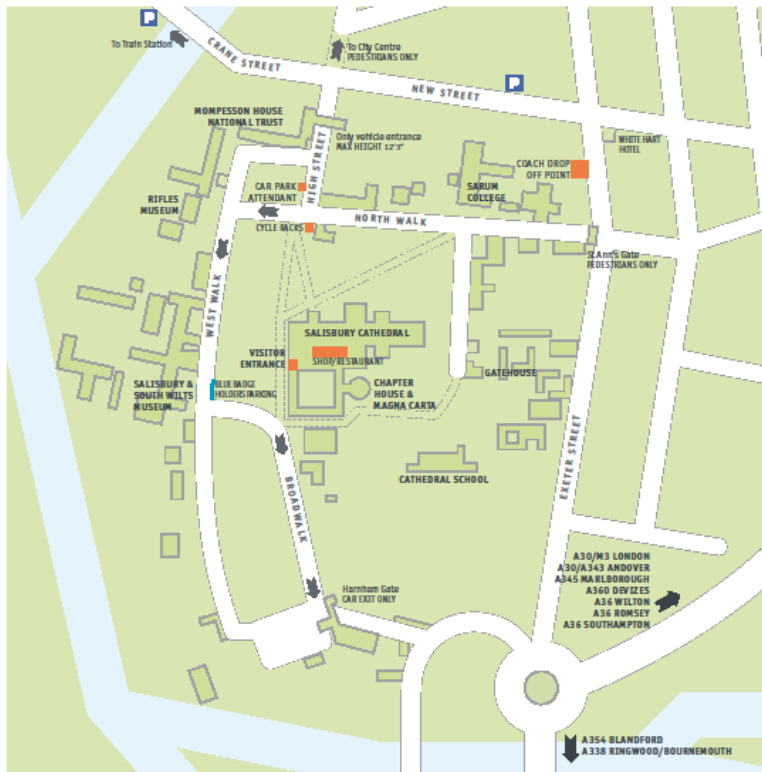 P
To Train Station
CRANE STREET
To City Centre
PEDESTRIANS ONLY
P
NEW STREET
MOMPESSON HOUSE
NATIONAL TRUST
Only vehicle entrance
MAX HEIGHT 12'3"
HIGH STREET
WHITE HART
HOTEL
COACH DROP
OFF POINT
CAR PARK
ATTENDANT
SARUM
COLLEGE
RIFLES
MUSEUM
CYCLE RACKS
NORTH WALK
St.Ann's Gate
PEDESTRIANS ONLY
WEST WALK
SALISBURY CATHEDRAL
VISITOR
ENTRANCE
SHOP/RESTAURANT
GATEHOUSE
SALISBURY &
SOUTH WILTS
MUSEUM
BLUE BADGE
HOLDERS PARKING
CHAPTER
HOUSE &
MAGNA CARTA
EXETER STREET
CATHEDRAL SCHOOL
BROADWALK
A30/M3 LONDON
A30/A343 ANDOVER
A345 MARLBOROUGH
A360 DEVIZES
A36 WILTON
A36 ROMSEY
A36 SOUTHAMPTON
Harnham Gate
CAR EXIT ONLY
A354 BLANDFORD
A338 RINGWOOD/BOURNEMOUTH